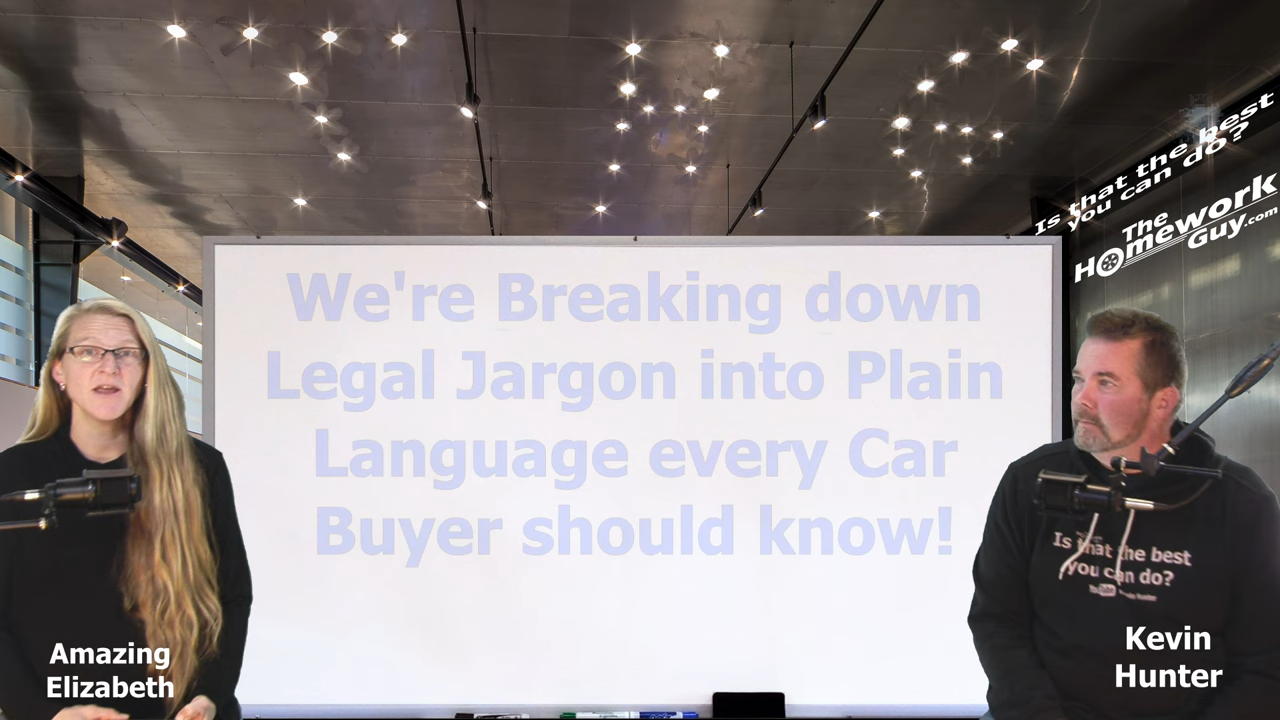 Is that the best
you can do?
The
Homework
Guy.com
We're Breaking down
Legal Jargon into Plain
Language every Car
Buyer should know!
Is that the best
you can do?
YouTube
Amazing
Elizabeth
Kevin
Hunter